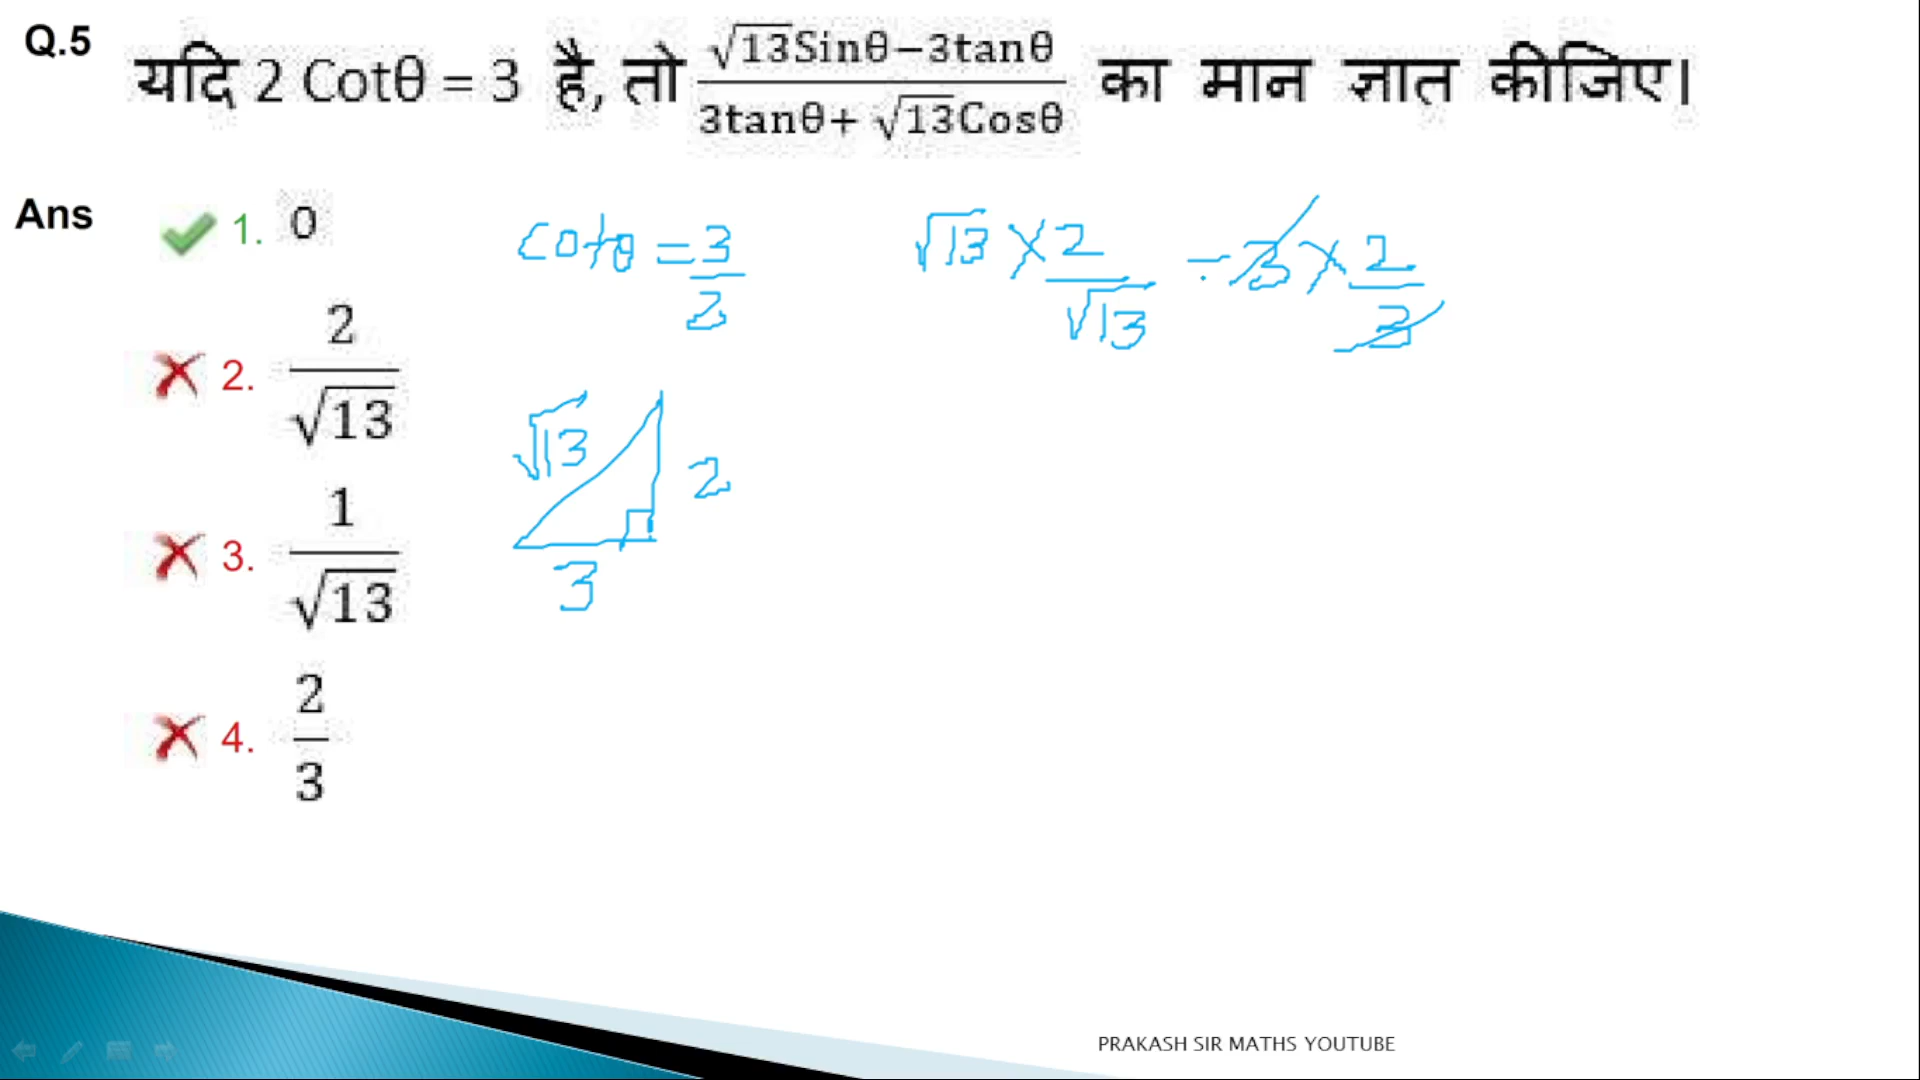 Q.5 यदि 2 Cotθ = 3 है, तो (√13Sinθ−3tanθ)/(3tanθ+ √13Cosθ) का मान ज्ञात कीजिए।
Ans
1. 0
2. 2/√13
3. 1/√13
4. 2/3
cotθ = 3/2
√13 × 2/√13 - 3 × 2/3
√13
2
3
PRAKASH SIR MATHS YOUTUBE